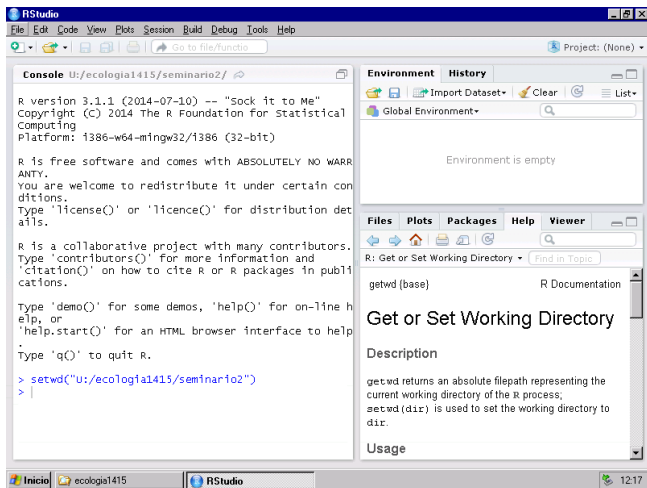 RStudio
File Edit Code View Plots Session Build Debug Tools Help
Go to file/functio
Project: (None)
Console U:/ecologia1415/seminario2/
R version 3.1.1 (2014-07-10) -- "Sock it to Me"
Copyright (C) 2014 The R Foundation for Statistical
Computing
Platform: i386-w64-mingw32/i386 (32-bit)
R is free software and comes with ABSOLUTELY NO WARR
ANTY.
You are welcome to redistribute it under certain con
ditions.
Type 'license()' or 'licence()' for distribution det
ails.
R is a collaborative project with many contributors.
Type 'contributors()' for more information and
'citation()' on how to cite R or R packages in publi
cations.
Type 'demo()' for some demos, 'help()' for on-line h
elp, or
'help.start()' for an HTML browser interface to help
.
Type 'q()' to quit R.
> setwd("U:/ecologia1415/seminario2")
>
Environment History
Import Dataset Clear List
Global Environment
Environment is empty
Files Plots Packages Help Viewer
R: Get or Set Working Directory Find in Topic
getwd {base} R Documentation
Get or Set Working Directory
Description
getwd returns an absolute filepath representing the
current working directory of the R process;
setwd(dir) is used to set the working directory to
dir.
Usage
Inicio ecologia1415 RStudio 12:17